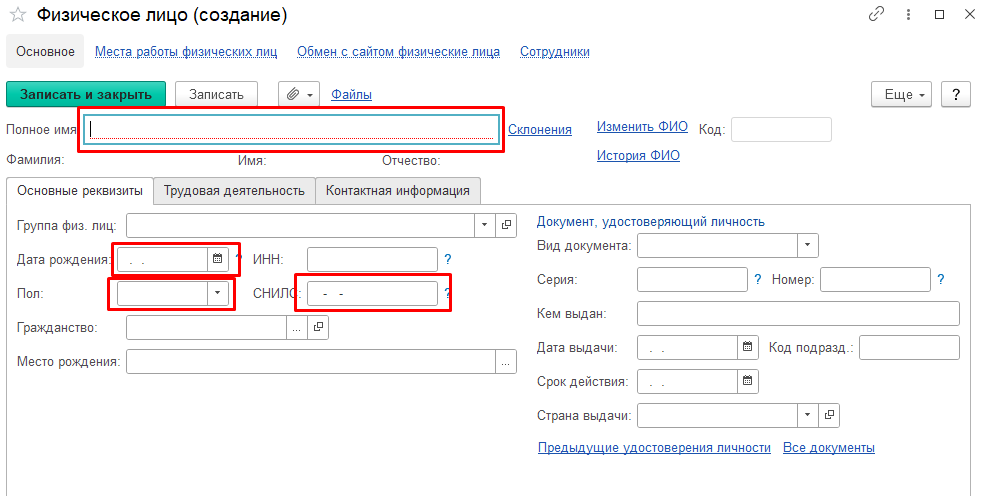 Физическое лицо (создание)
Основное Места работы физических лиц Обмен с сайтом физические лица Сотрудники
Записать и закрыть Записать Файлы Еще ?
Полное имя Склонения Изменить ФИО Код:
История ФИО
Фамилия: Имя: Отчество:
Основные реквизиты Трудовая деятельность Контактная информация
Группа физ. лиц: Документ, удостоверяющий личность
Вид документа:
Дата рождения: . . ? ИНН: ?
Серия: ? Номер: ?
Пол: СНИЛС: - - ?
Кем выдан:
Гражданство: ...
Дата выдачи: . . Код подразд.:
Место рождения: ...
Срок действия: . .
Страна выдачи:
Предыдущие удостоверения личности Все документы